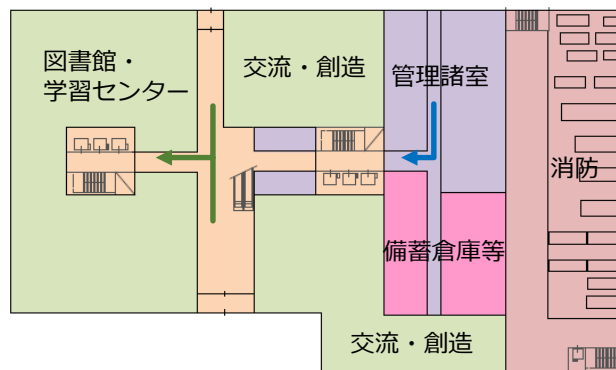 図書館・
学習センター
交流・創造
管理諸室
消防
備蓄倉庫等
交流・創造